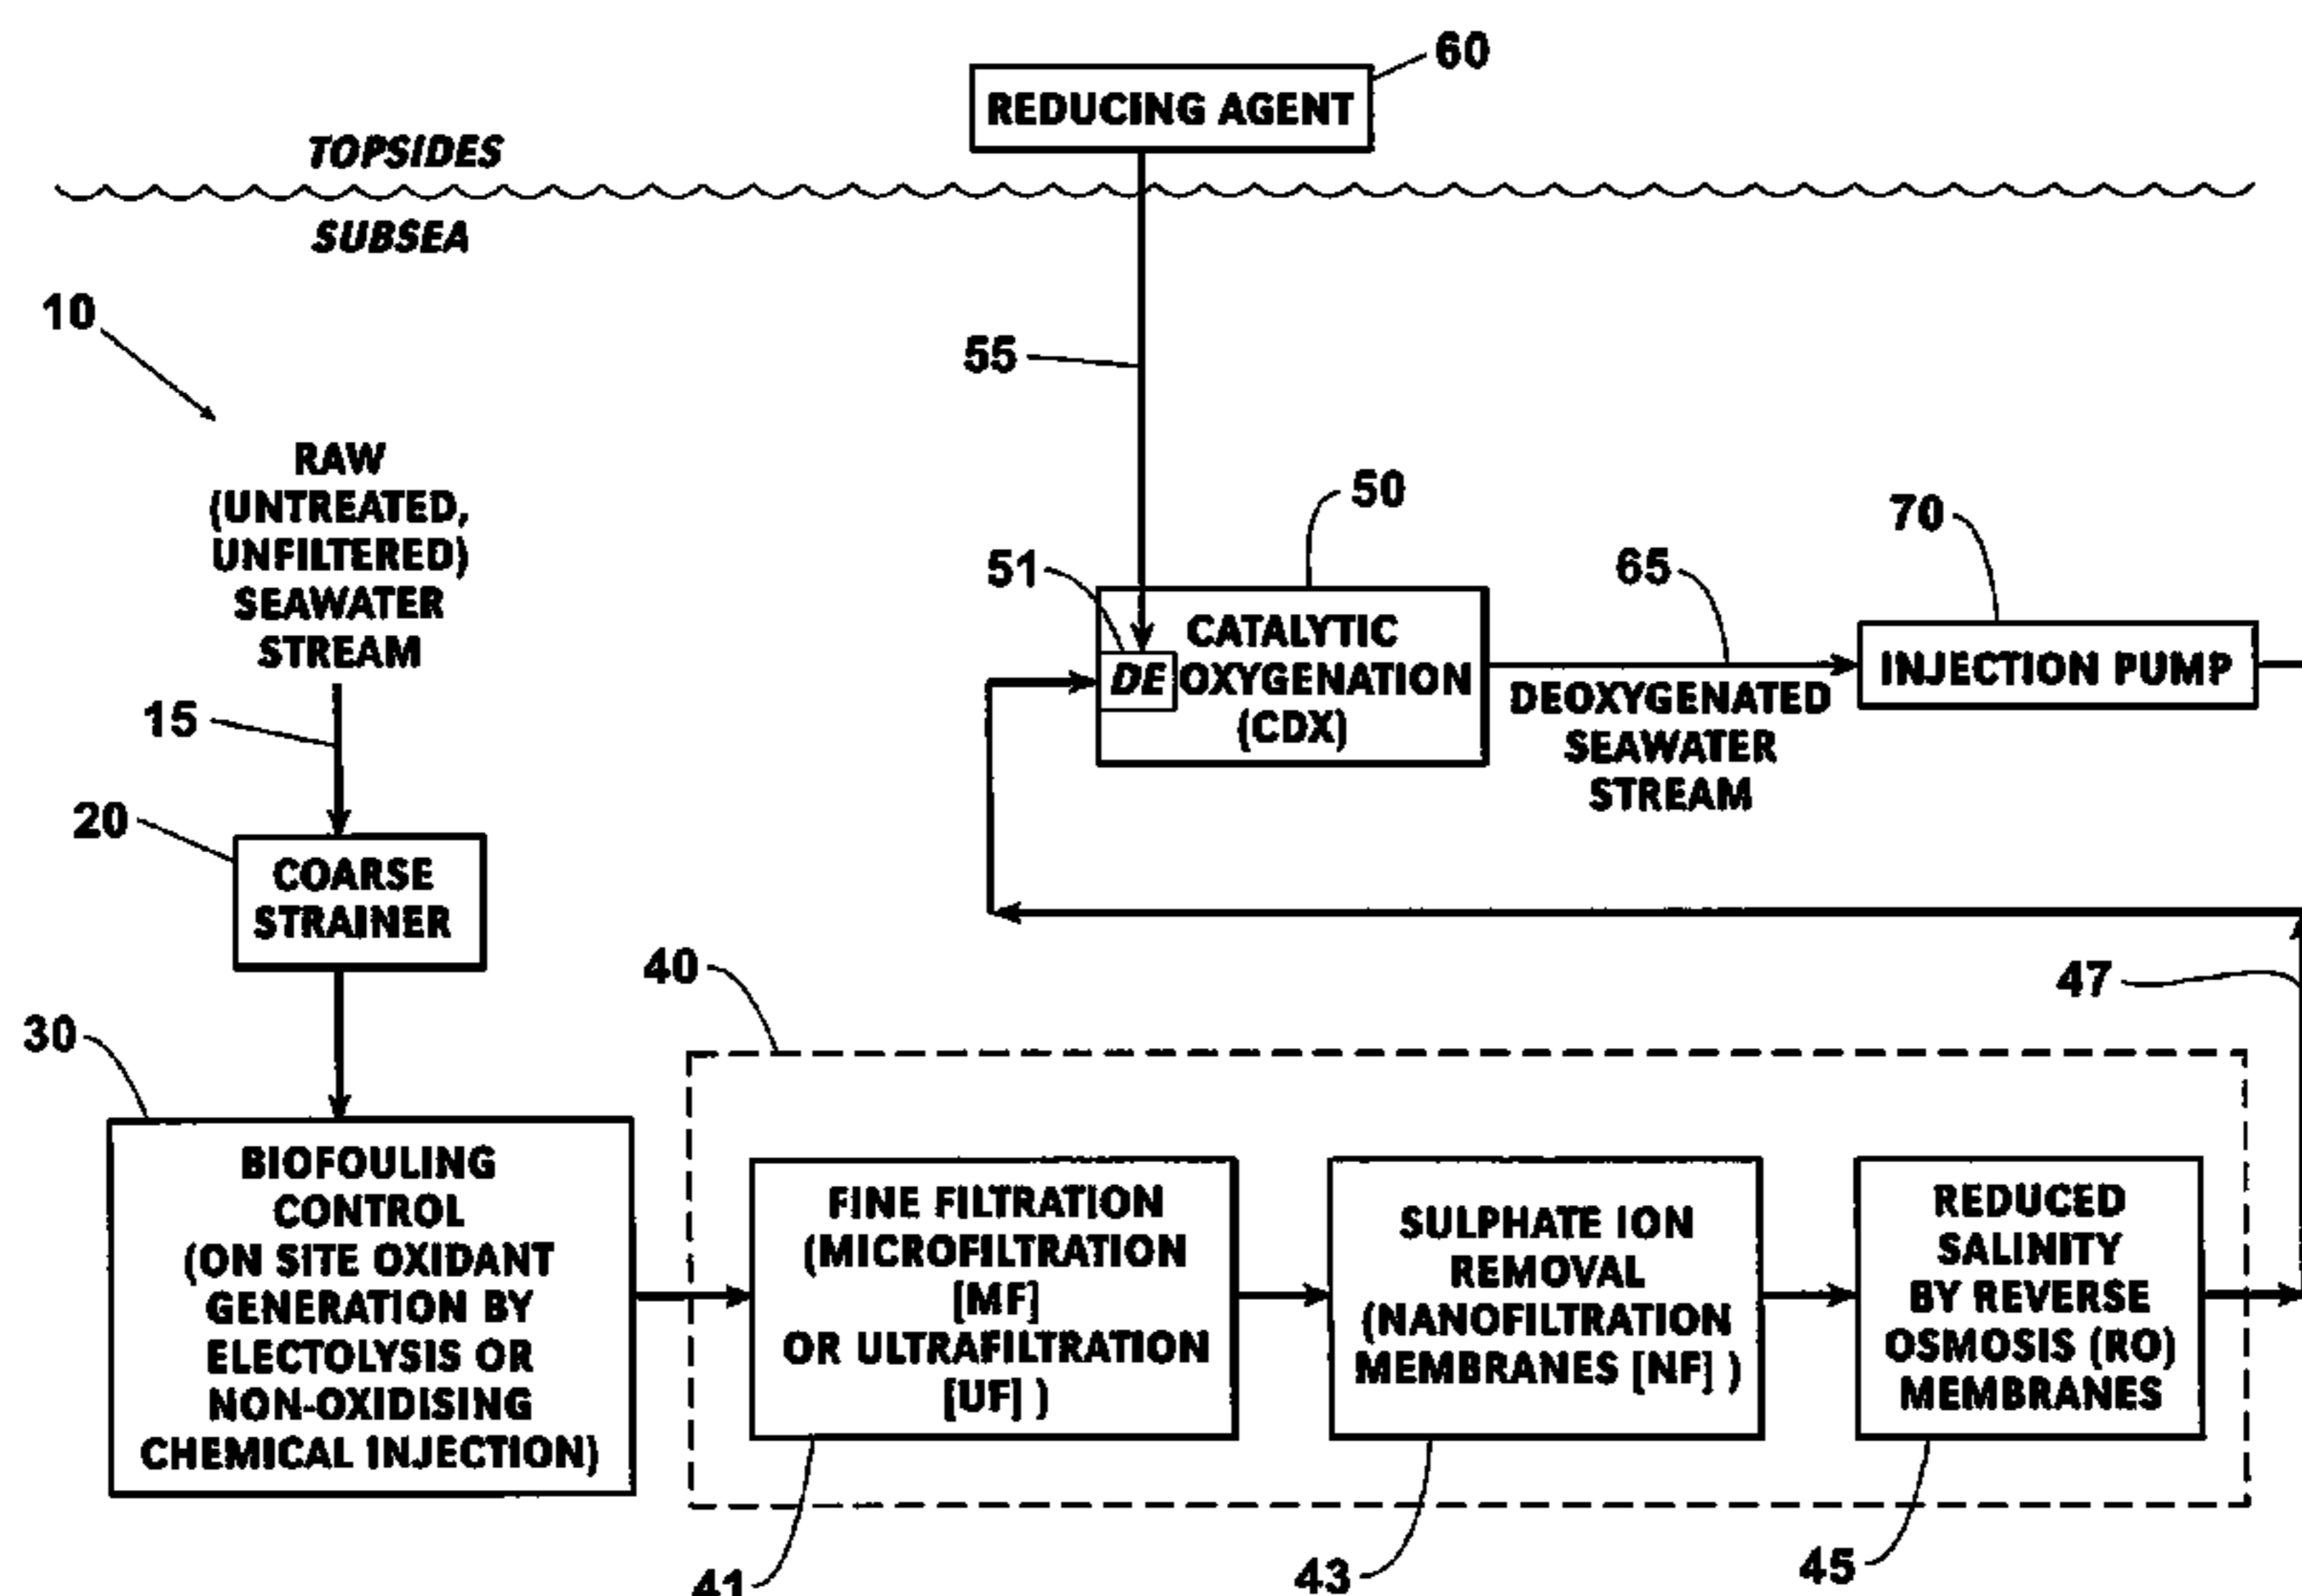 60
REDUCING AGENT
TOPSIDES
SUBSEA
10
55
RAW
(UNTREATED,
UNFILTERED)
SEAWATER
STREAM
15
20
COARSE
STRAINER
30
BIOFOULING
CONTROL
(ON SITE OXIDANT
GENERATION BY
ELECTOLYSIS OR
NON-OXIDISING
CHEMICAL INJECTION)
50
51
CATALYTIC
DE OXYGENATION
(CDX)
65
DEOXYGENATED
SEAWATER
STREAM
70
INJECTION PUMP
47
40
FINE FILTRATION
(MICROFILTRATION
[MF]
OR ULTRAFILTRATION
[UF] )
41
SULPHATE ION
REMOVAL
(NANOFILTRATION
MEMBRANES [NF] )
43
REDUCED
SALINITY
BY REVERSE
OSMOSIS (RO)
MEMBRANES
45